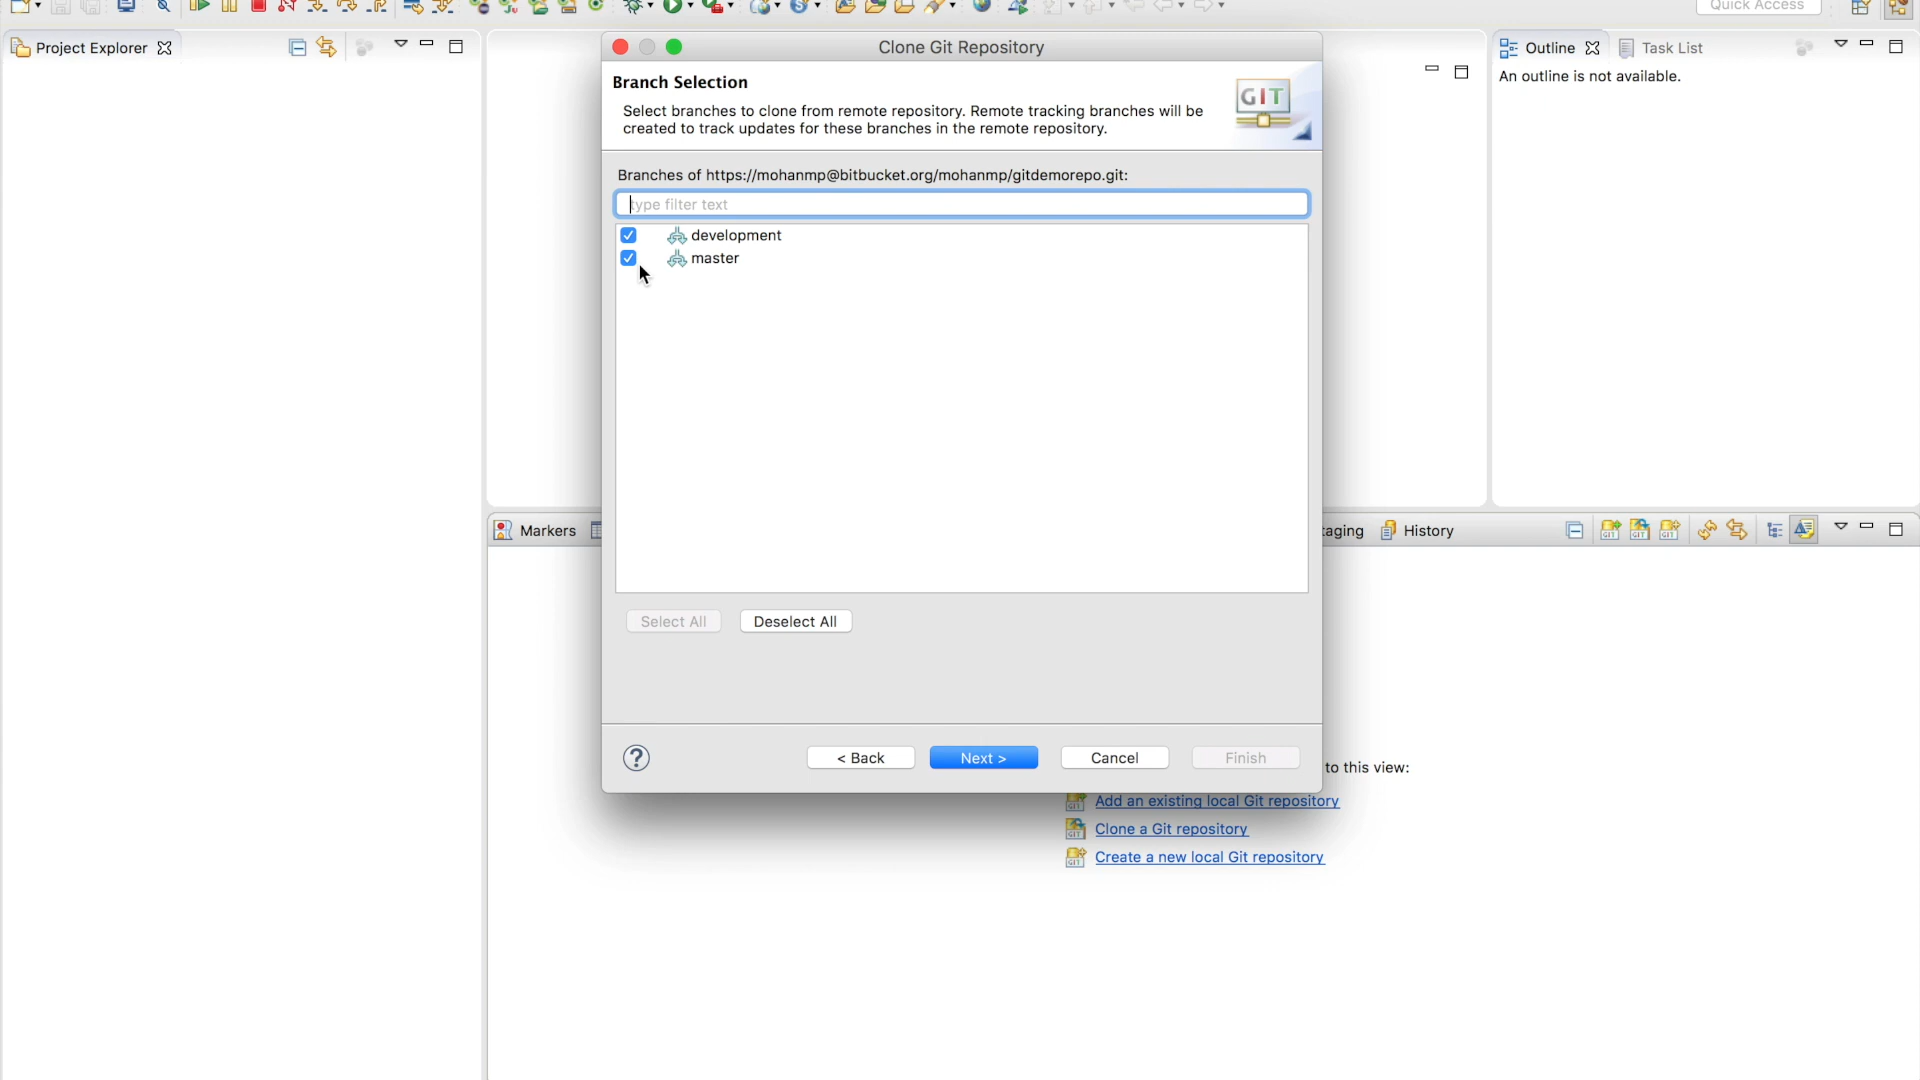 Quick Access
Project Explorer
Clone Git Repository
Outline
Task List
An outline is not available.
Branch Selection
Select branches to clone from remote repository. Remote tracking branches will be
created to track updates for these branches in the remote repository.
GIT
Branches of https://mohanmp@bitbucket.org/mohanmp/gitdemorepo.git:
type filter text
development
master
Markers
taging
History
Select All
Deselect All
?
< Back
Next >
Cancel
Finish
to this view:
Add an existing local Git repository
Clone a Git repository
Create a new local Git repository